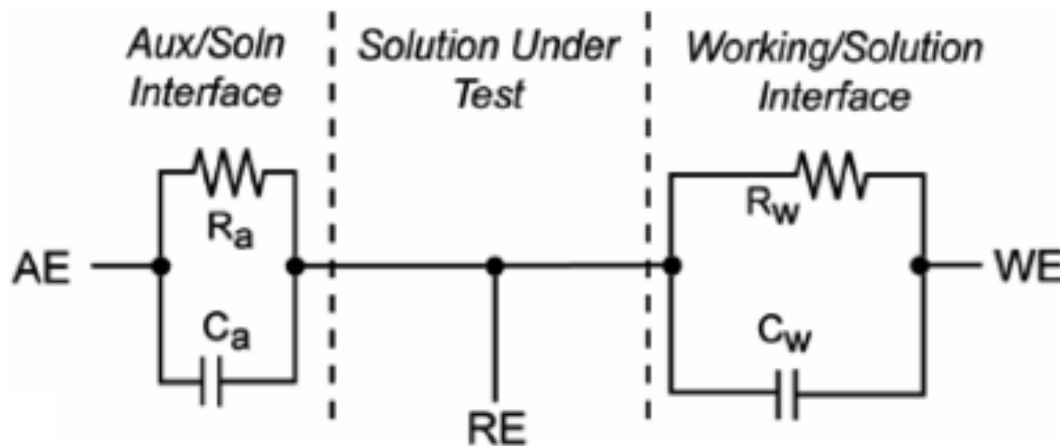 Aux/Soln
Interface
Solution Under
Test
Working/Solution
Interface
Ra
Rw
AE
WE
Ca
Cw
RE